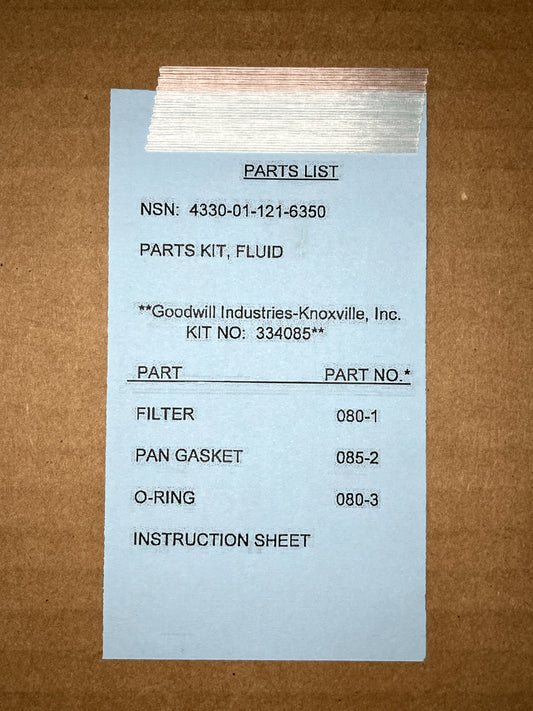 PARTS LIST
NSN: 4330-01-121-6350
PARTS KIT, FLUID
**Goodwill Industries-Knoxville, Inc.
KIT NO: 334085**
PART PART NO.*
FILTER 080-1
PAN GASKET 085-2
O-RING 080-3
INSTRUCTION SHEET